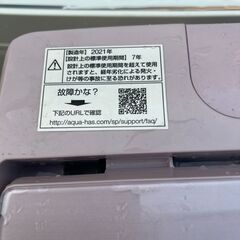 【製造年】2021年
【設計上の標準使用期間】7年
設計上の標準使用期間を超えて使用
されますと、経年劣化による発火・
けが等の事故に至る恐れがあります。
故障かな？
下記のURLで確認
http://aqua-has.com/sp/support/faq/